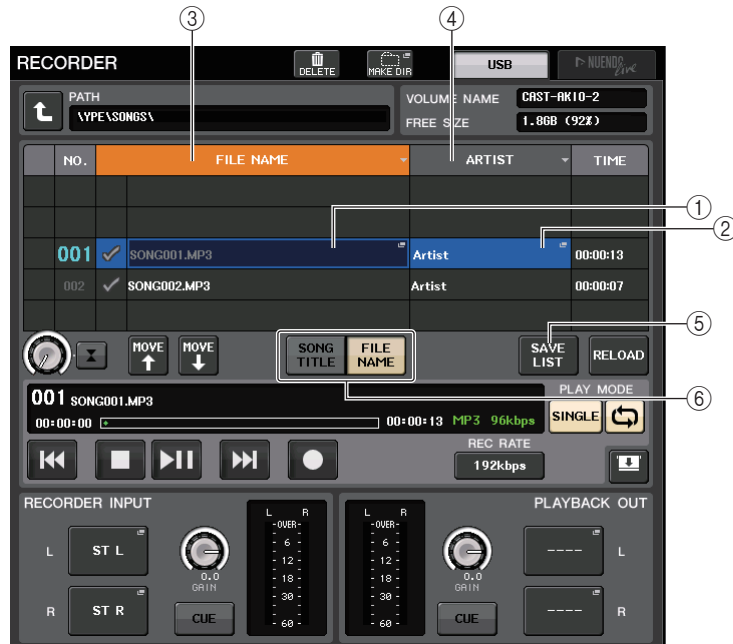 ③ ④
RECORDER DELETE MAKE DIR USB NUENDO Live
PATH VOLUME NAME CAST-AK10-2
\YPE\SONGS\ FREE SIZE 1.8GB (92%)
NO. FILE NAME ARTIST TIME
①
②
001 SONG001.MP3 Artist 00:00:13
002 SONG002.MP3 Artist 00:00:07
⑤
MOVE MOVE SONG TITLE FILE NAME SAVE LIST RELOAD
⑥
001 SONG001.MP3 PLAY MODE
00:00:00 00:00:13 MP3 96kbps SINGLE
REC RATE
192kbps
RECORDER INPUT PLAYBACK OUT
L R L R
-OVER- -OVER-
L ST L 6 6 ---- L
12 12
0.0 18 18 0.0
GAIN 30 30 GAIN
R ST R CUE 60 60 CUE ---- R